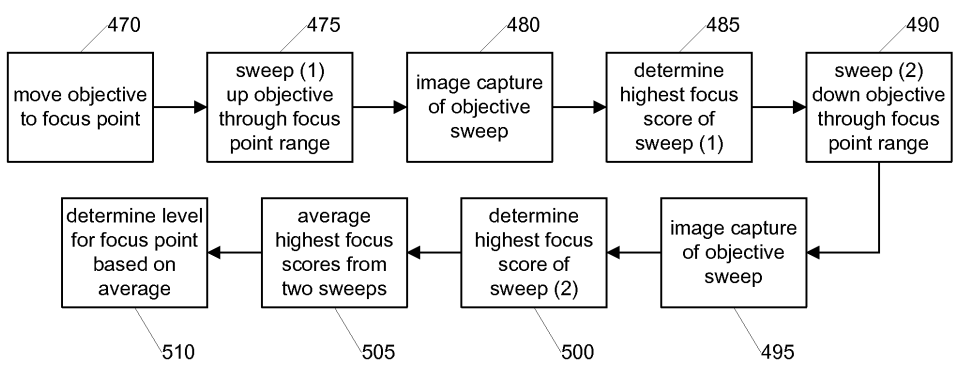 470
475
480
485
490
move objective
to focus point
sweep (1)
up objective
through focus
point range
image capture
of objective
sweep
determine
highest focus
score of
sweep (1)
sweep (2)
down objective
through focus
point range
determine level
for focus point
based on
average
average
highest focus
scores from
two sweeps
determine
highest focus
score of
sweep (2)
image capture
of objective
sweep
510
505
500
495